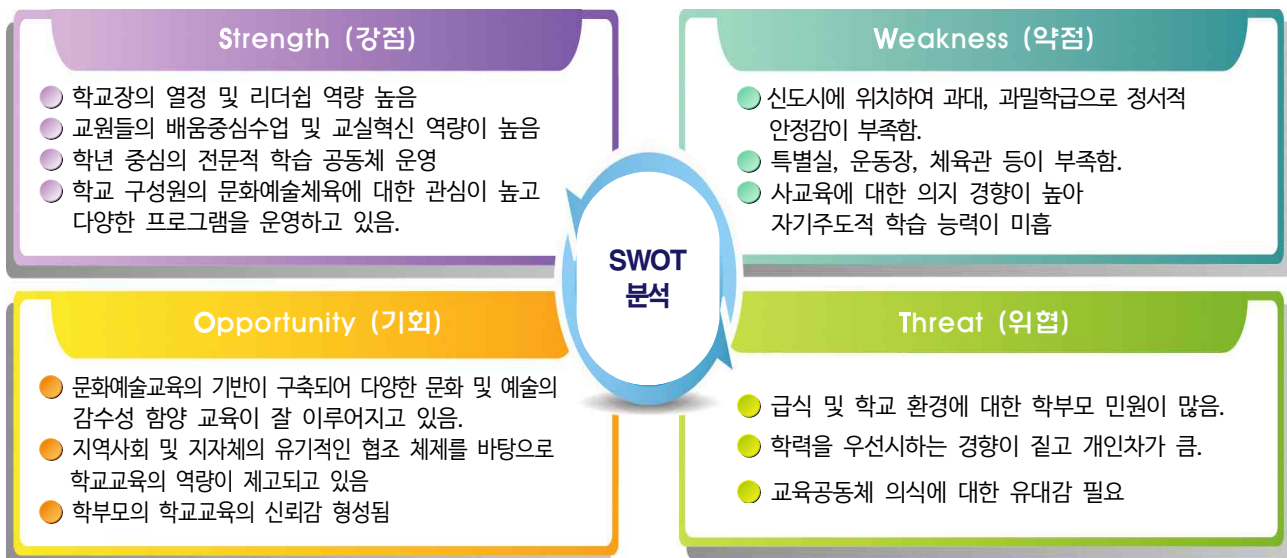 Strength (강점)
학교장의 열정 및 리더쉽 역량 높음
교원들의 배움중심수업 및 교실혁신 역량이 높음
학년 중심의 전문적 학습 공동체 운영
학교 구성원의 문화예술체육에 대한 관심이 높고
다양한 프로그램을 운영하고 있음.
Weakness (약점)
신도시에 위치하여 과대, 과밀학급으로 정서적
안정감이 부족함.
특별실, 운동장, 체육관 등이 부족함.
사교육에 대한 의지 경향이 높아
자기주도적 학습 능력이 미흡
SWOT
분석
Opportunity (기회)
문화예술교육의 기반이 구축되어 다양한 문화 및 예술의
감수성 함양 교육이 잘 이루어지고 있음.
지역사회 및 지자체의 유기적인 협조 체제를 바탕으로
학교교육의 역량이 제고되고 있음
학부모의 학교교육의 신뢰감 형성됨
Threat (위협)
급식 및 학교 환경에 대한 학부모 민원이 많음.
학력을 우선시하는 경향이 짙고 개인차가 큼.
교육공동체 의식에 대한 유대감 필요